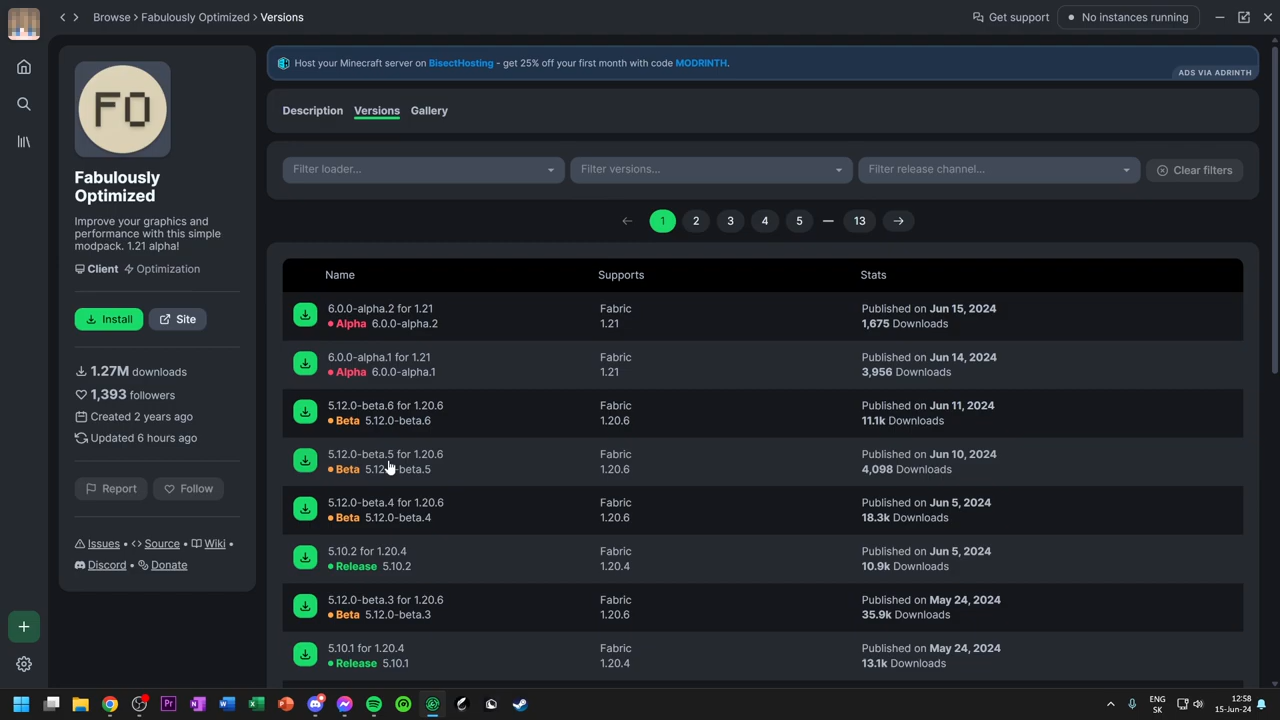 Browse > Fabulously Optimized > Versions
Get support
No instances running
Host your Minecraft server on BisectHosting - get 25% off your first month with code MODRINTH.
ADS VIA ADRINTH
FO
Fabulously
Optimized
Improve your graphics and
performance with this simple
modpack. 1.21 alpha!
Client Optimization
Install
Site
1.27M downloads
1,393 followers
Created 2 years ago
Updated 6 hours ago
Report
Follow
Issues • Source • Wiki •
Discord • Donate
Description Versions Gallery
Filter loader... Filter versions... Filter release channel... Clear filters
1 2 3 4 5 — 13
Name Supports Stats
6.0.0-alpha.2 for 1.21 Fabric Published on Jun 15, 2024
• Alpha 6.0.0-alpha.2 1.21 1,675 Downloads
6.0.0-alpha.1 for 1.21 Fabric Published on Jun 14, 2024
• Alpha 6.0.0-alpha.1 1.21 3,956 Downloads
5.12.0-beta.6 for 1.20.6 Fabric Published on Jun 11, 2024
• Beta 5.12.0-beta.6 1.20.6 11.1k Downloads
5.12.0-beta.5 for 1.20.6 Fabric Published on Jun 10, 2024
• Beta 5.12.0-beta.5 1.20.6 4,098 Downloads
5.12.0-beta.4 for 1.20.6 Fabric Published on Jun 5, 2024
• Beta 5.12.0-beta.4 1.20.6 18.3k Downloads
5.10.2 for 1.20.4 Fabric Published on Jun 5, 2024
• Release 5.10.2 1.20.4 10.9k Downloads
5.12.0-beta.3 for 1.20.6 Fabric Published on May 24, 2024
• Beta 5.12.0-beta.3 1.20.6 35.9k Downloads
5.10.1 for 1.20.4 Fabric Published on May 24, 2024
• Release 5.10.1 1.20.4 13.1k Downloads
Pr
ENG
SK
12:58
15-Jun-24